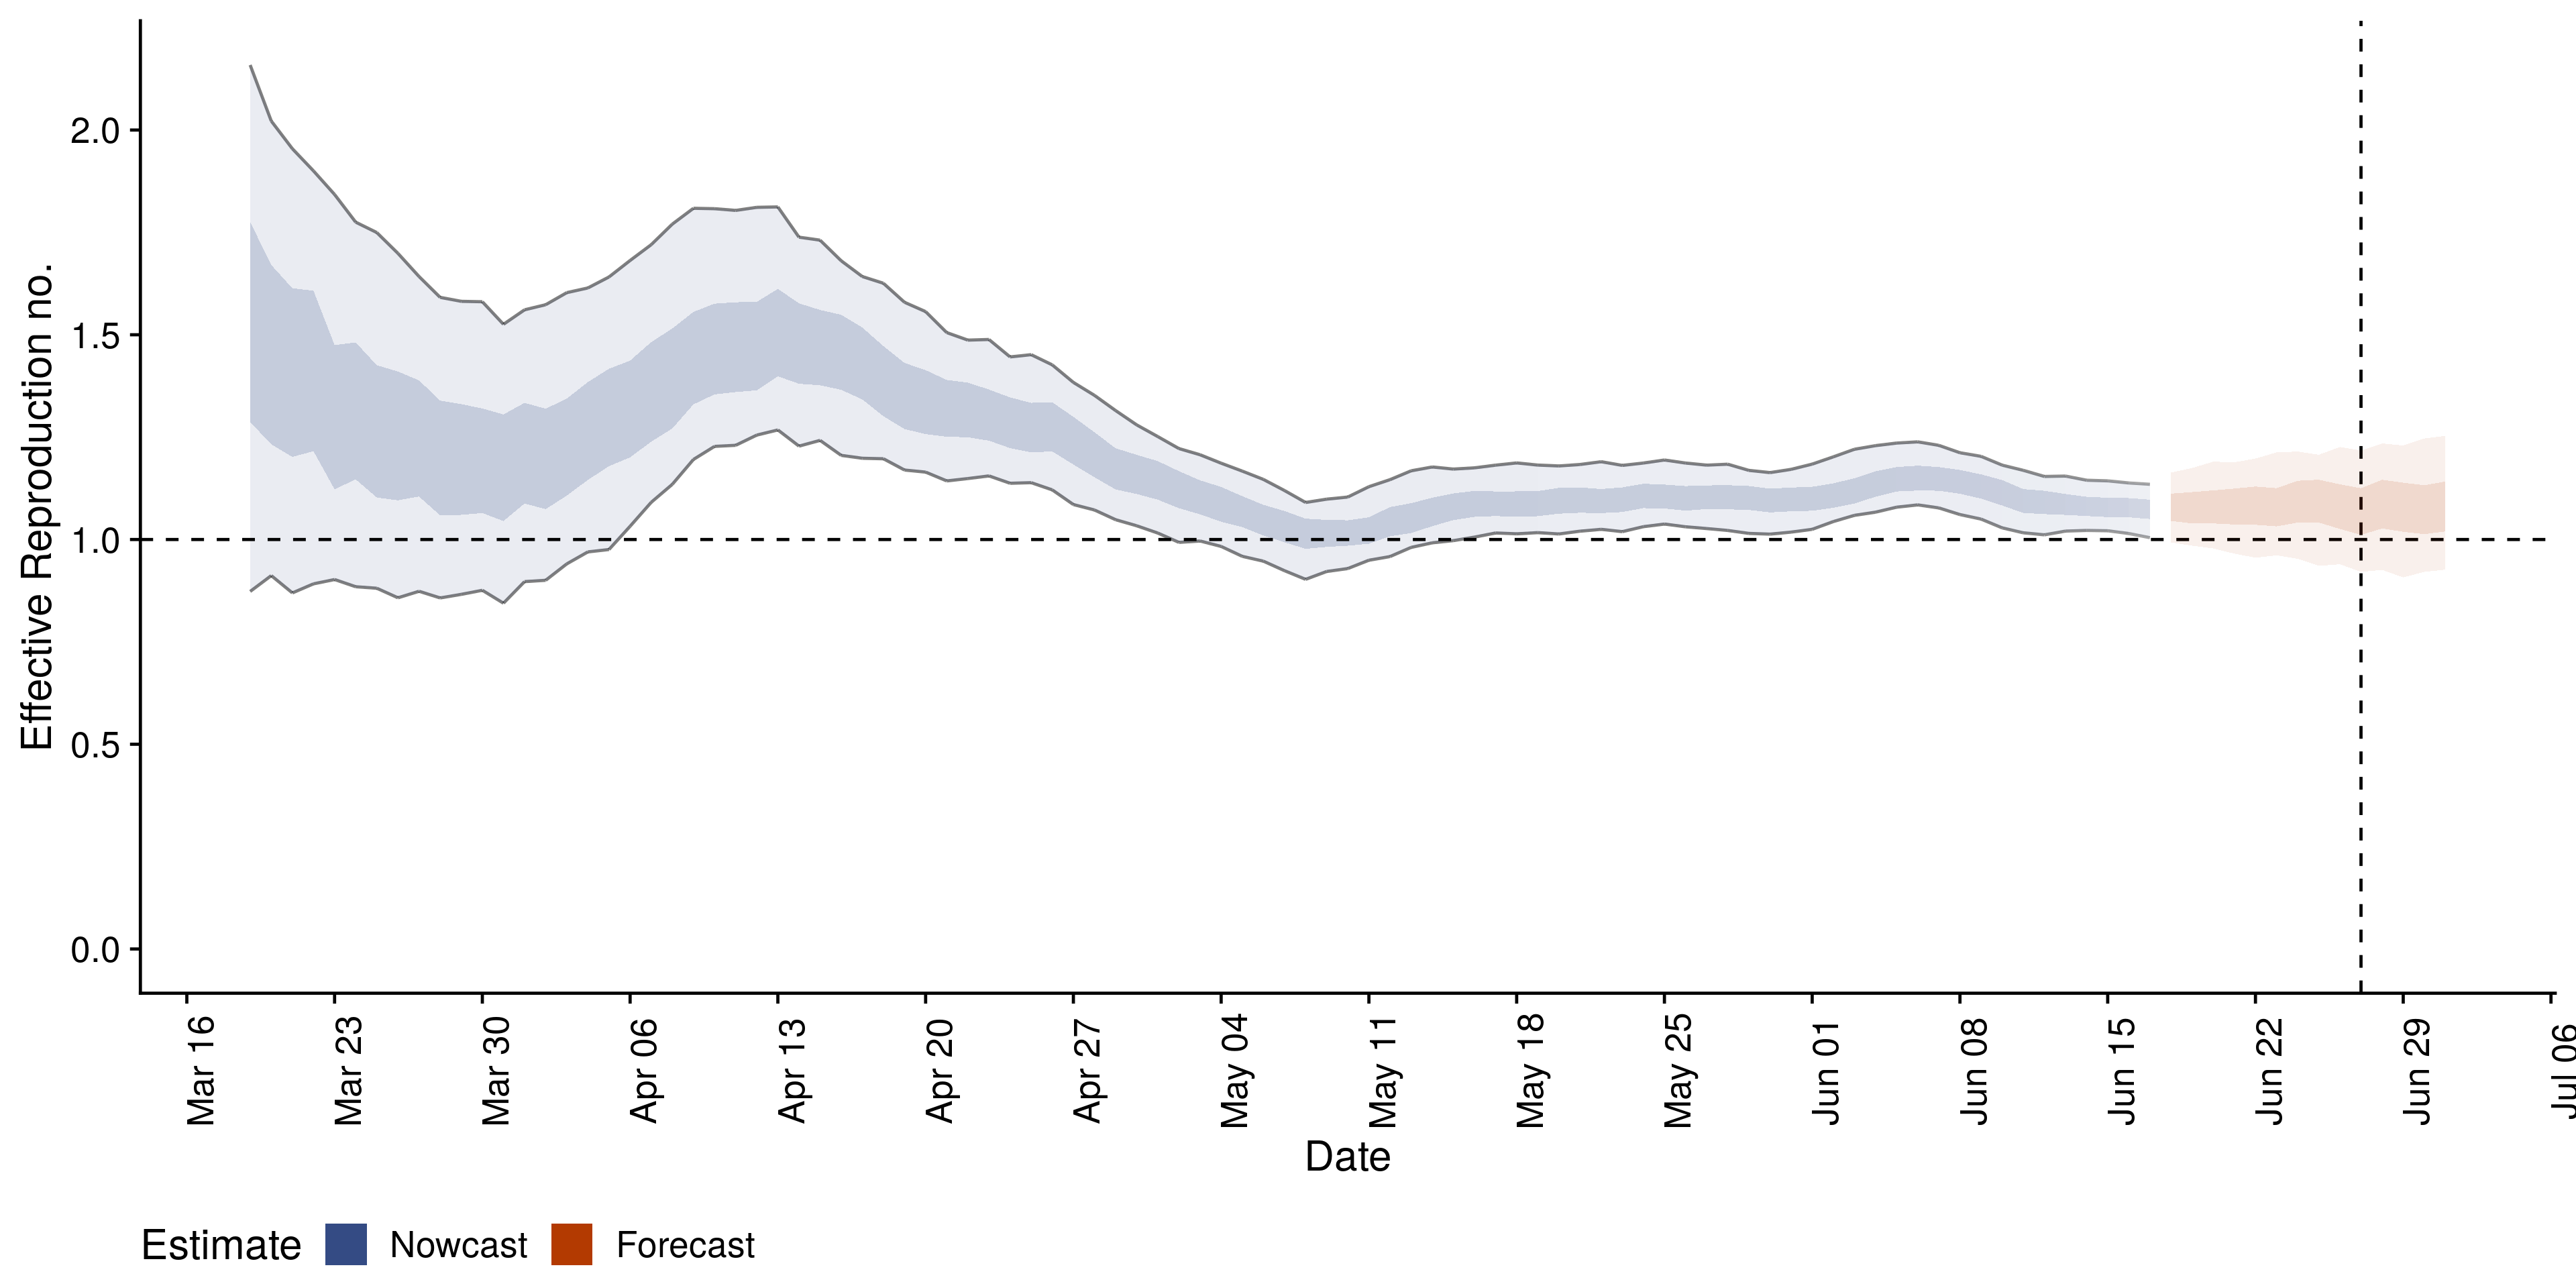 Effective Reproduction no.
2.0
1.5
1.0
0.5
0.0
Mar 16
Mar 23
Mar 30
Apr 06
Apr 13
Apr 20
Apr 27
May 04
May 11
May 18
May 25
Jun 01
Jun 08
Jun 15
Jun 22
Jun 29
Jul 06
Date
Estimate Nowcast Forecast